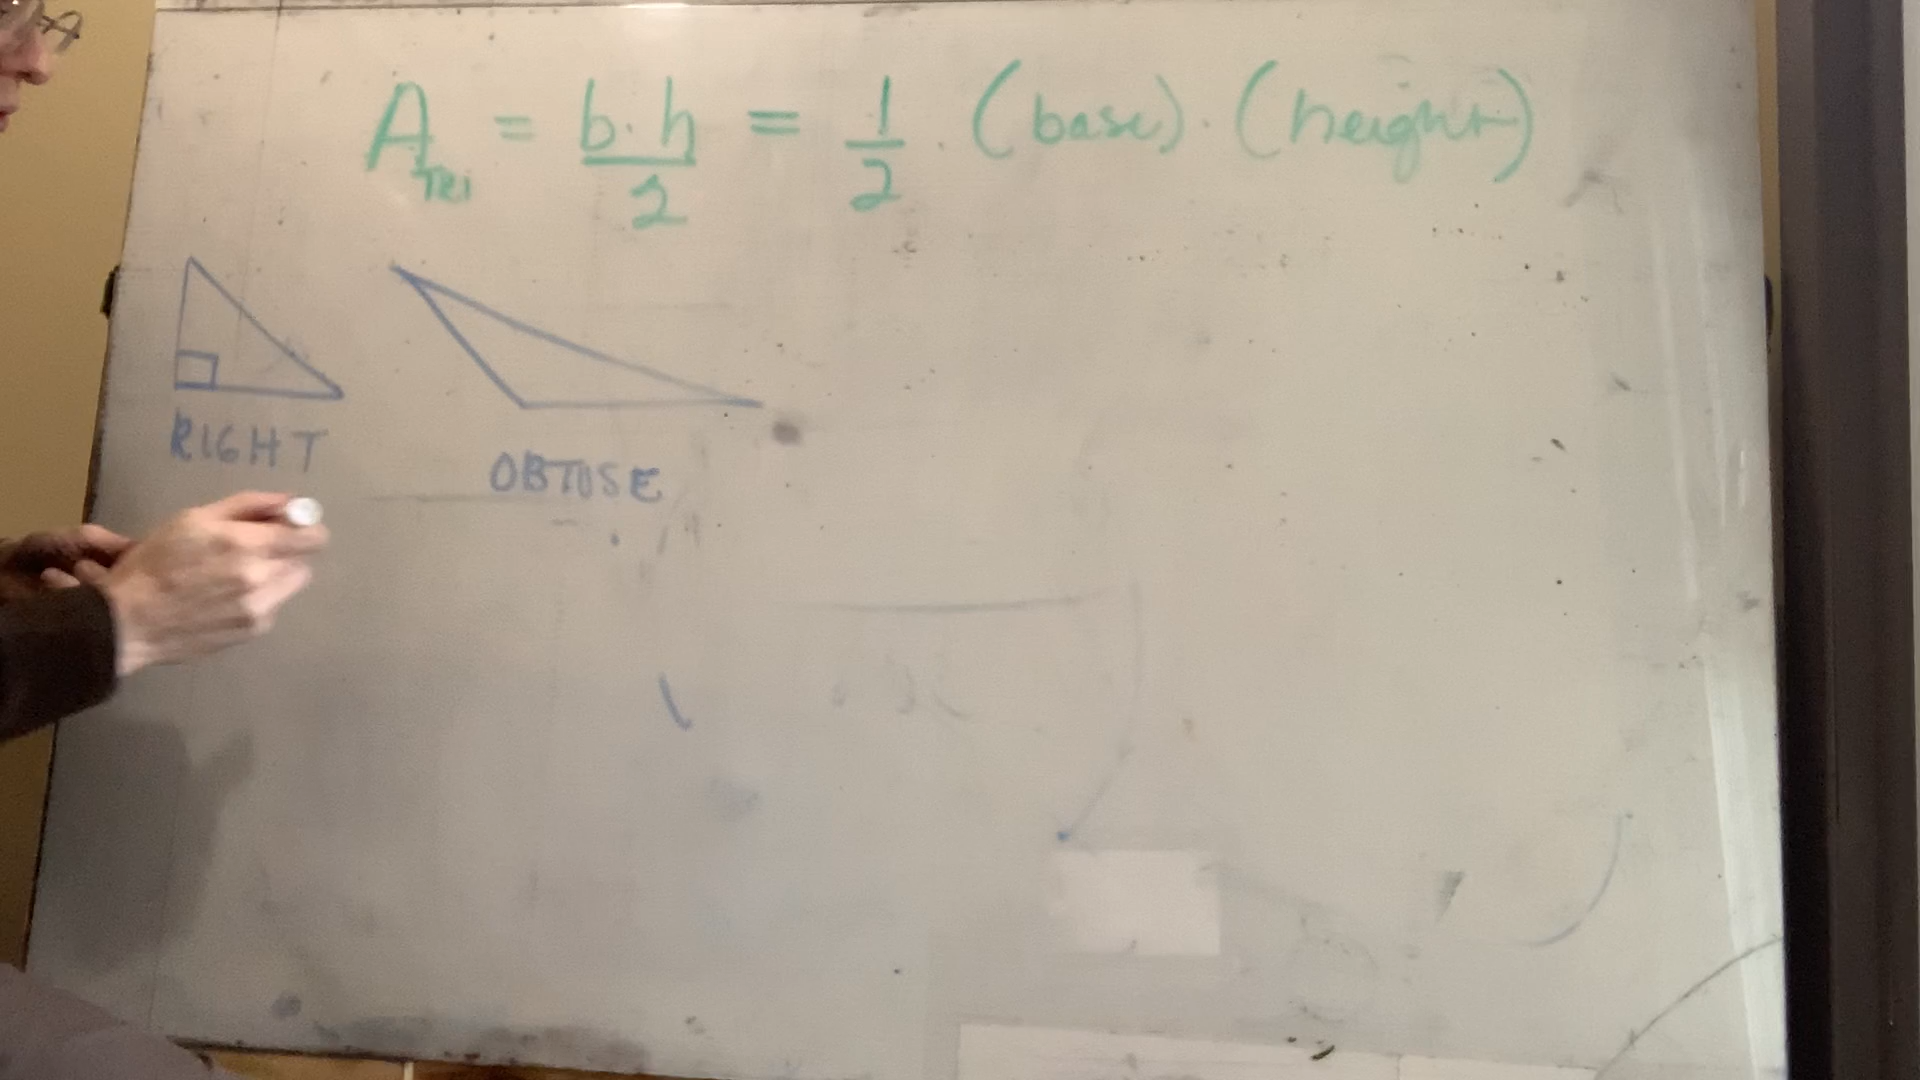 A_TRI = b·h/2 = 1/2 · (base) · (height)
RIGHT
OBTUSE